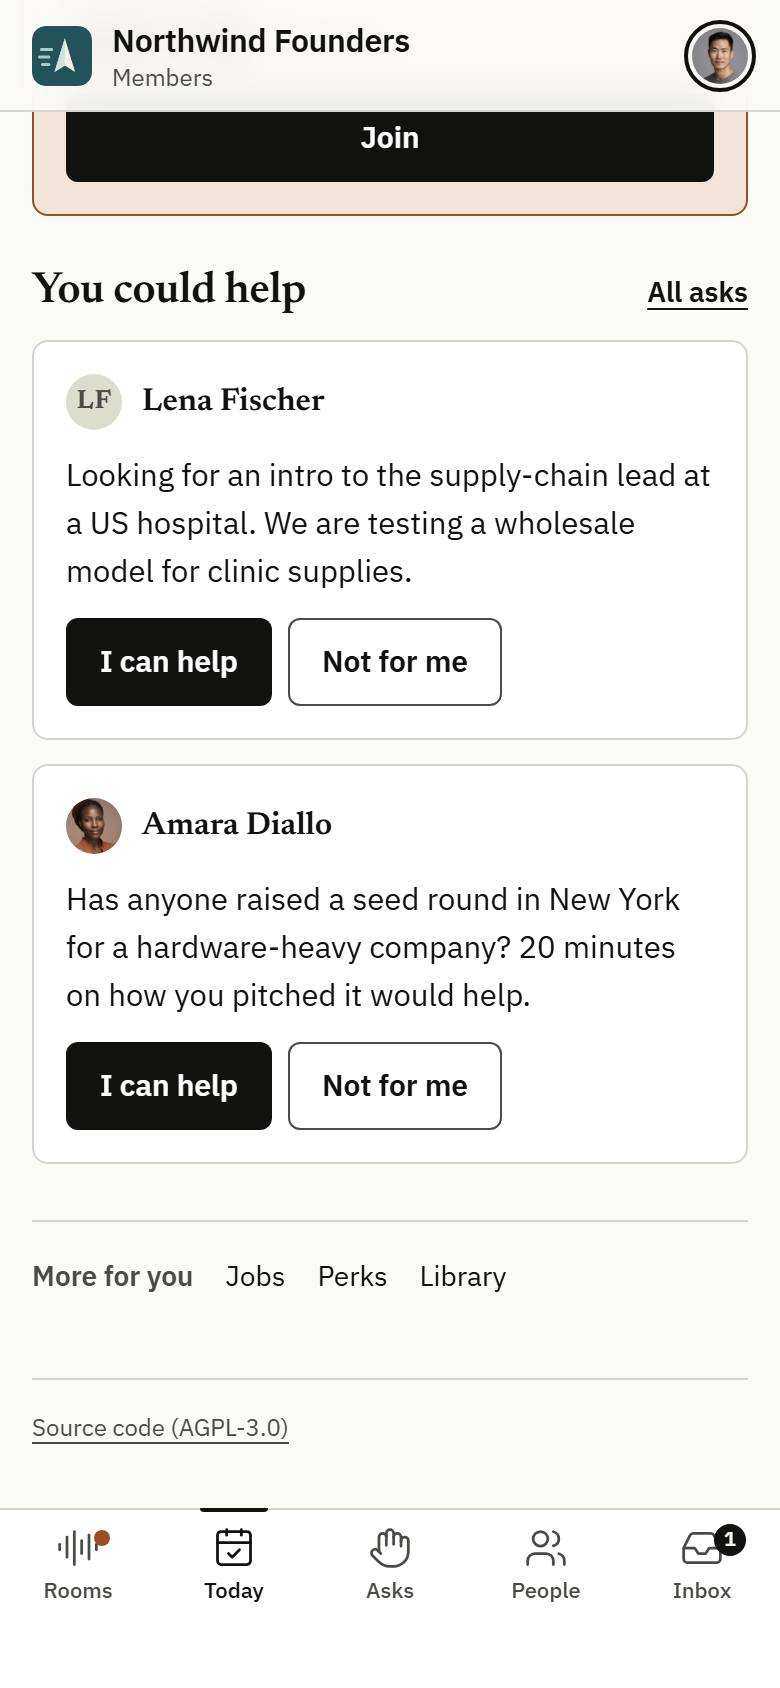 Northwind Founders
Members
Join
You could help
All asks
LF
Lena Fischer
Looking for an intro to the supply-chain lead at
a US hospital. We are testing a wholesale
model for clinic supplies.
I can help
Not for me
Amara Diallo
Has anyone raised a seed round in New York
for a hardware-heavy company? 20 minutes
on how you pitched it would help.
I can help
Not for me
More for you
Jobs
Perks
Library
Source code (AGPL-3.0)
Rooms
Today
Asks
People
1
Inbox